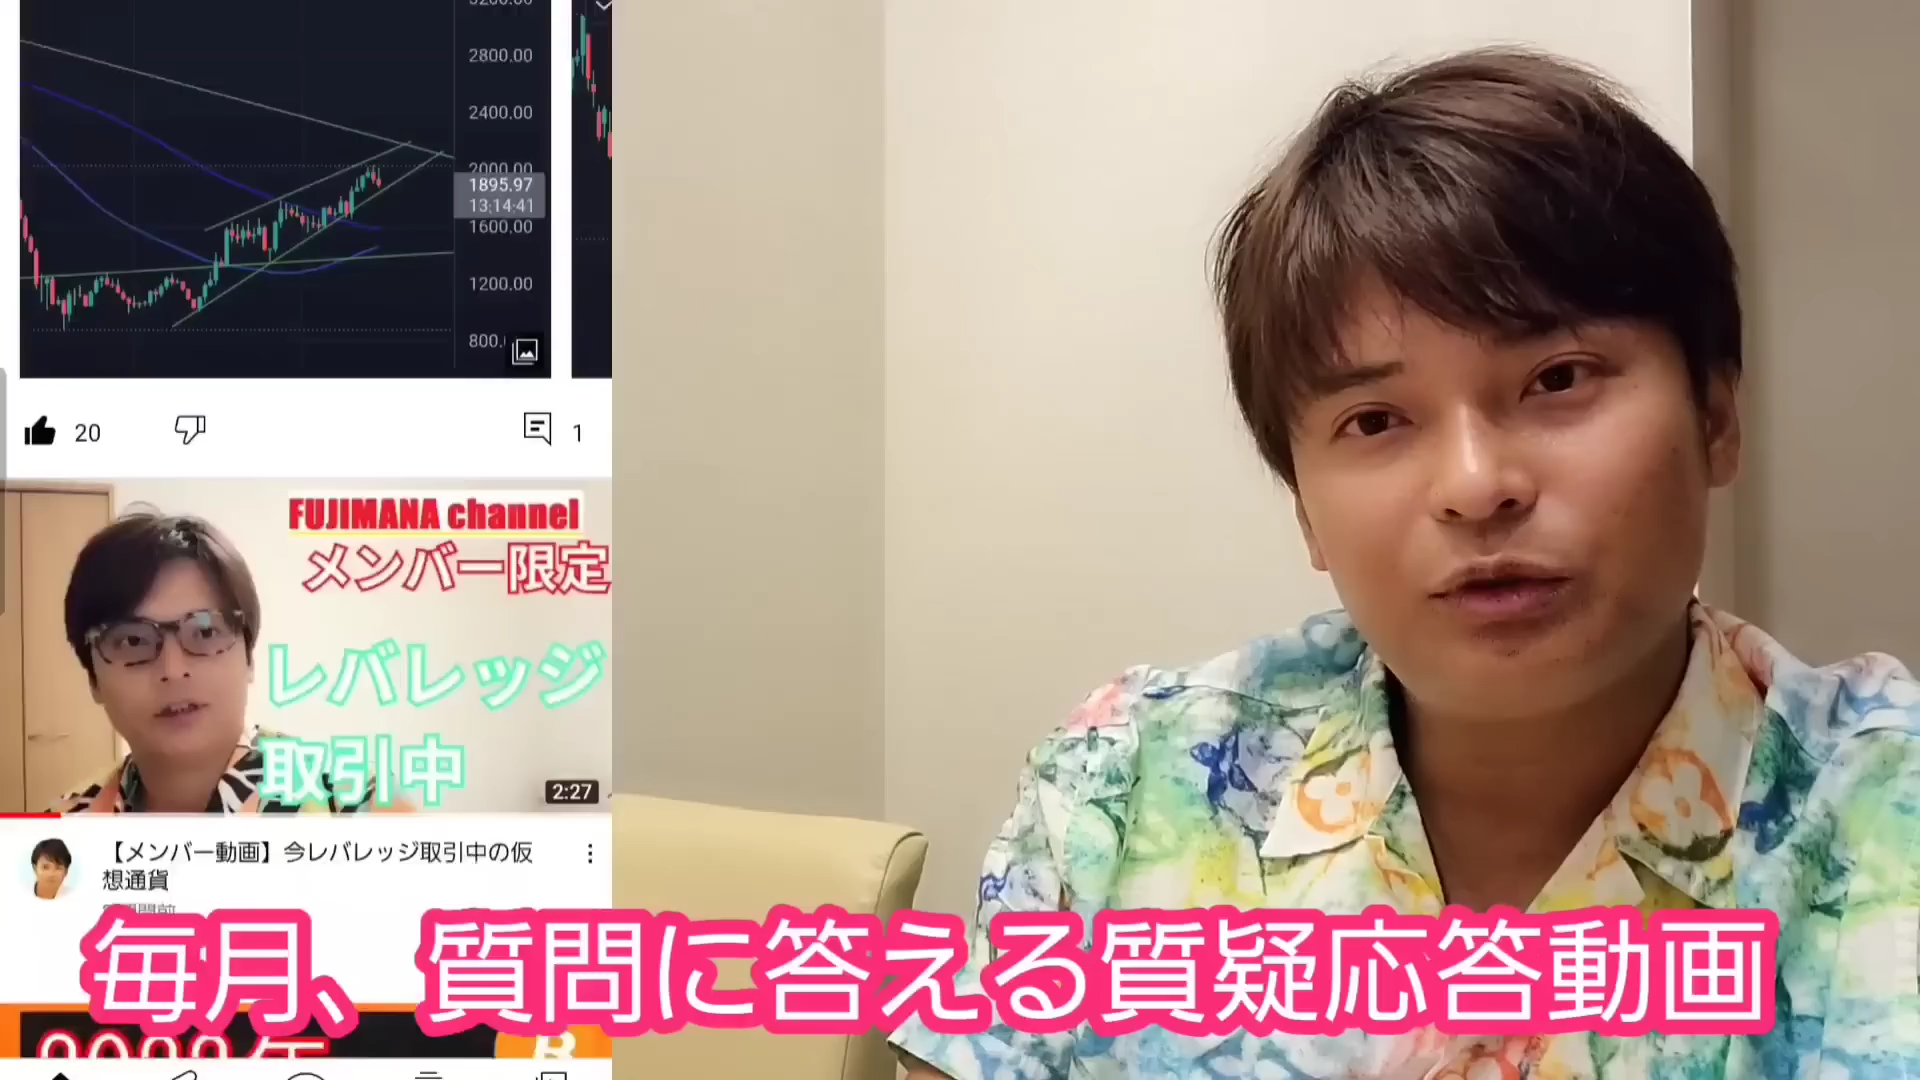 2800.00
2400.00
2000.00
1895.97
13:14:41
1600.00
1200.00
800.
20
1
FUJIMANA channel
メンバー限定
レバレッジ
取引中
2:27
【メンバー動画】今レバレッジ取引中の仮
想通貨
毎月、質問に答える質疑応答動画